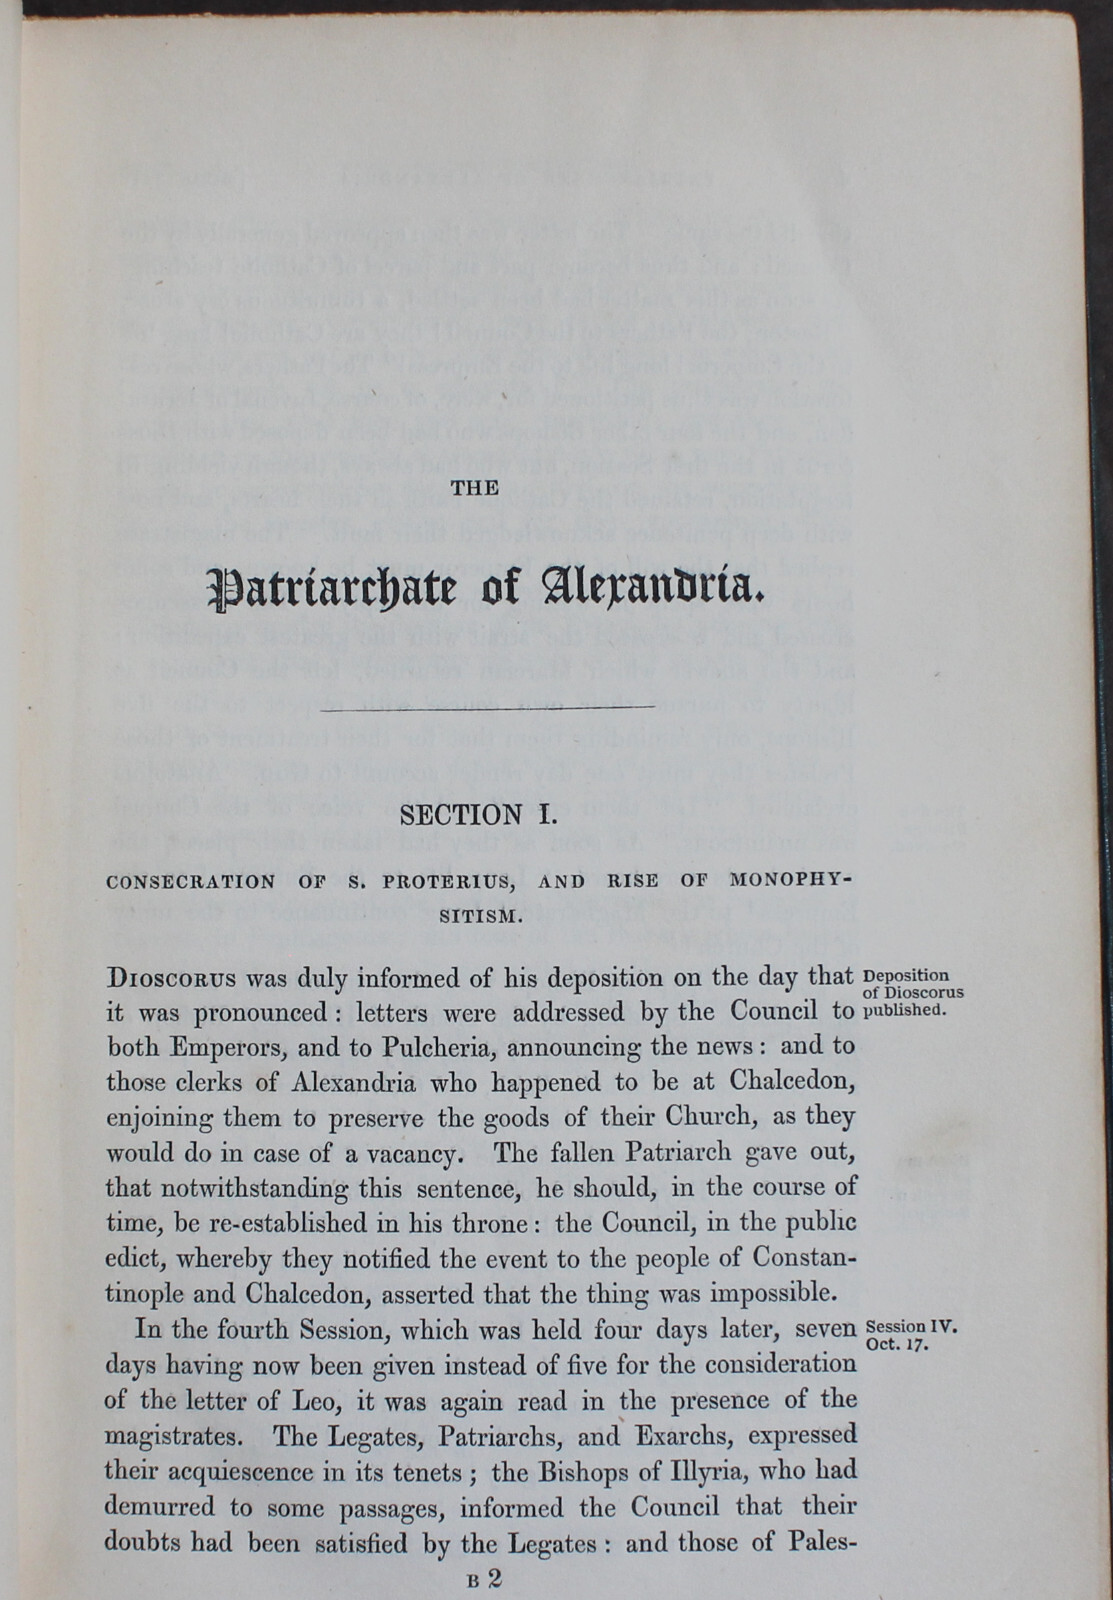 THE
Patriarchate of Alexandria.
SECTION I.
CONSECRATION OF S. PROTERIUS, AND RISE OF MONOPHY-
SITISM.
DIOSCORUS was duly informed of his deposition on the day that
Deposition
of Dioscorus
published.
it was pronounced : letters were addressed by the Council to
both Emperors, and to Pulcheria, announcing the news : and to
those clerks of Alexandria who happened to be at Chalcedon,
enjoining them to preserve the goods of their Church, as they
would do in case of a vacancy. The fallen Patriarch gave out,
that notwithstanding this sentence, he should, in the course of
time, be re-established in his throne : the Council, in the public
edict, whereby they notified the event to the people of Constan-
tinople and Chalcedon, asserted that the thing was impossible.
In the fourth Session, which was held four days later, seven
Session IV.
Oct. 17.
days having now been given instead of five for the consideration
of the letter of Leo, it was again read in the presence of the
magistrates. The Legates, Patriarchs, and Exarchs, expressed
their acquiescence in its tenets ; the Bishops of Illyria, who had
demurred to some passages, informed the Council that their
doubts had been satisfied by the Legates : and those of Pales-
B 2